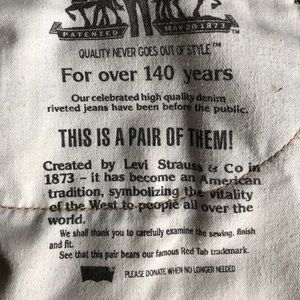 PATENTED MAY 20 1873
QUALITY NEVER GOES OUT OF STYLE™
For over 140 years
Our celebrated high quality denim
riveted jeans have been before the public.
THIS IS A PAIR OF THEM!
Created by Levi Strauss & Co in
1873 – it has become an American
tradition, symbolizing the vitality
of the West to people all over the
world.
We shall thank you to carefully examine the sewing, finish
and fit.
See that this pair bears our famous Red Tab trademark.
PLEASE DONATE WHEN NO LONGER NEEDED